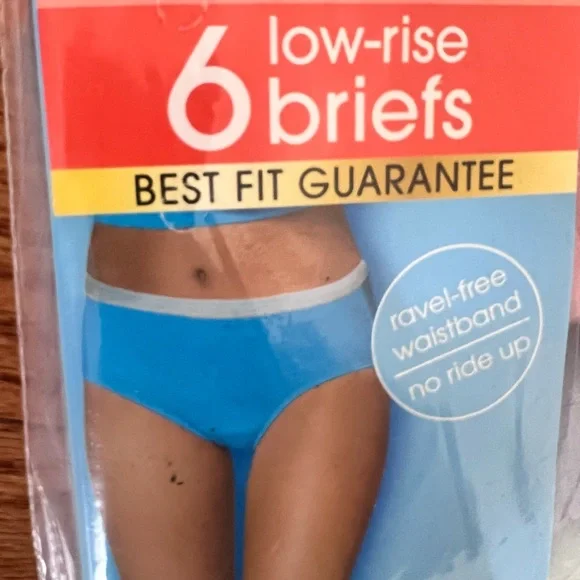 6 low-rise
briefs
BEST FIT GUARANTEE
ravel-free
waistband
no ride up